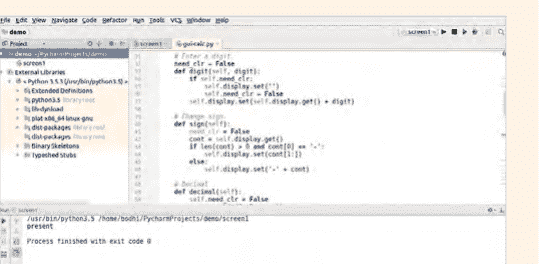 File Edit View Navigate Code Refactor Run Tools VCS Window Help
demo
screen1
Project
screen1
guicalc.py
demo ~/PycharmProjects/demo
screen1
External Libraries
< Python 3.5.3 (/usr/bin/python3.5) >
Extended Definitions
python3.5 library root
lib-dynload
plat-x86_64-linux-gnu
dist-packages library root
dist-packages library root
Binary Skeletons
Typeshed Stubs
# Enter a digit
need_clr = False
def digit(self, digit):
if self.need_clr:
self.display.set('')
self.need_clr = False
self.display.set(self.display.get() + digit)
# Change sign
def sign(self):
need_clr = False
cont = self.display.get()
if len(cont) > 0 and cont[0] == '-':
self.display.set(cont[1:])
else:
self.display.set('-' + cont)
# Decimal
def decimal(self):
self.need_clr = False
screen1
/usr/bin/python3.5 /home/bodhi/PycharmProjects/demo/screen1
present
Process finished with exit code 0